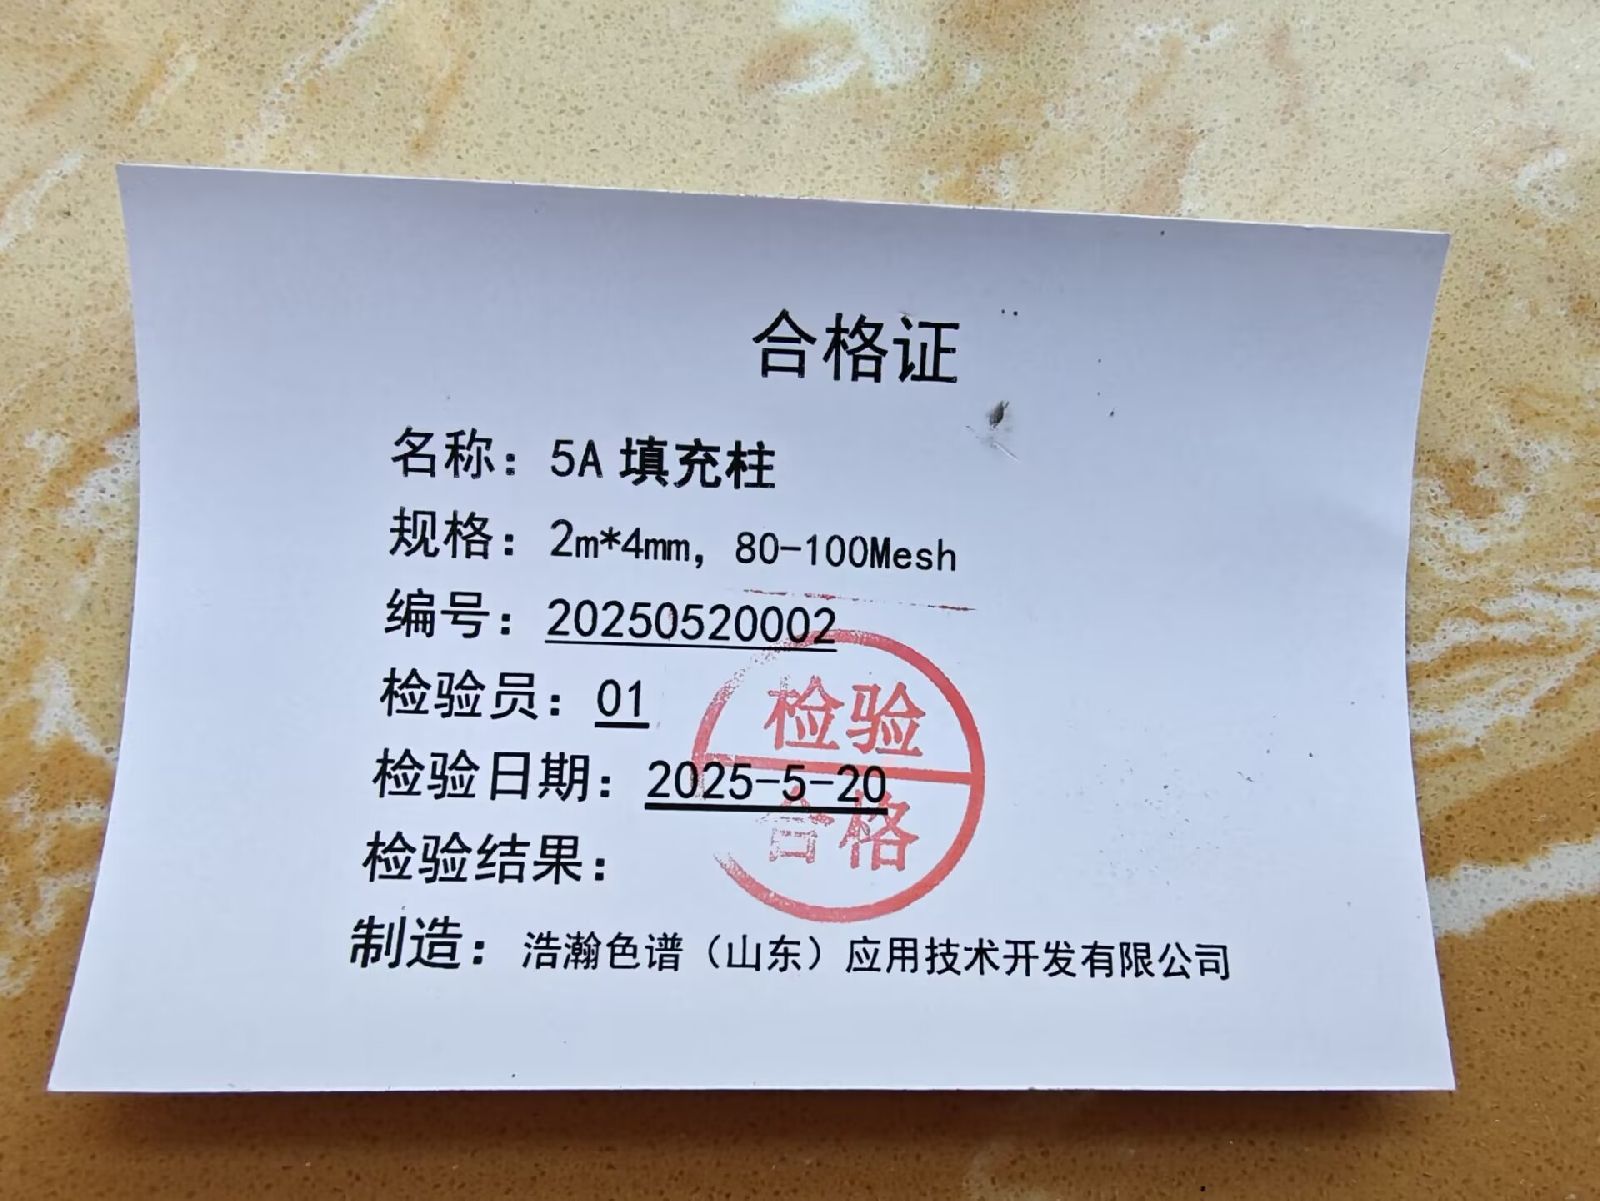 合格证
名称：5A 填充柱
规格：2m*4mm，80-100Mesh
编号：20250520002
检验员：01
检验日期：2025-5-20
检验结果：
检验
合格
制造：浩瀚色谱（山东）应用技术开发有限公司